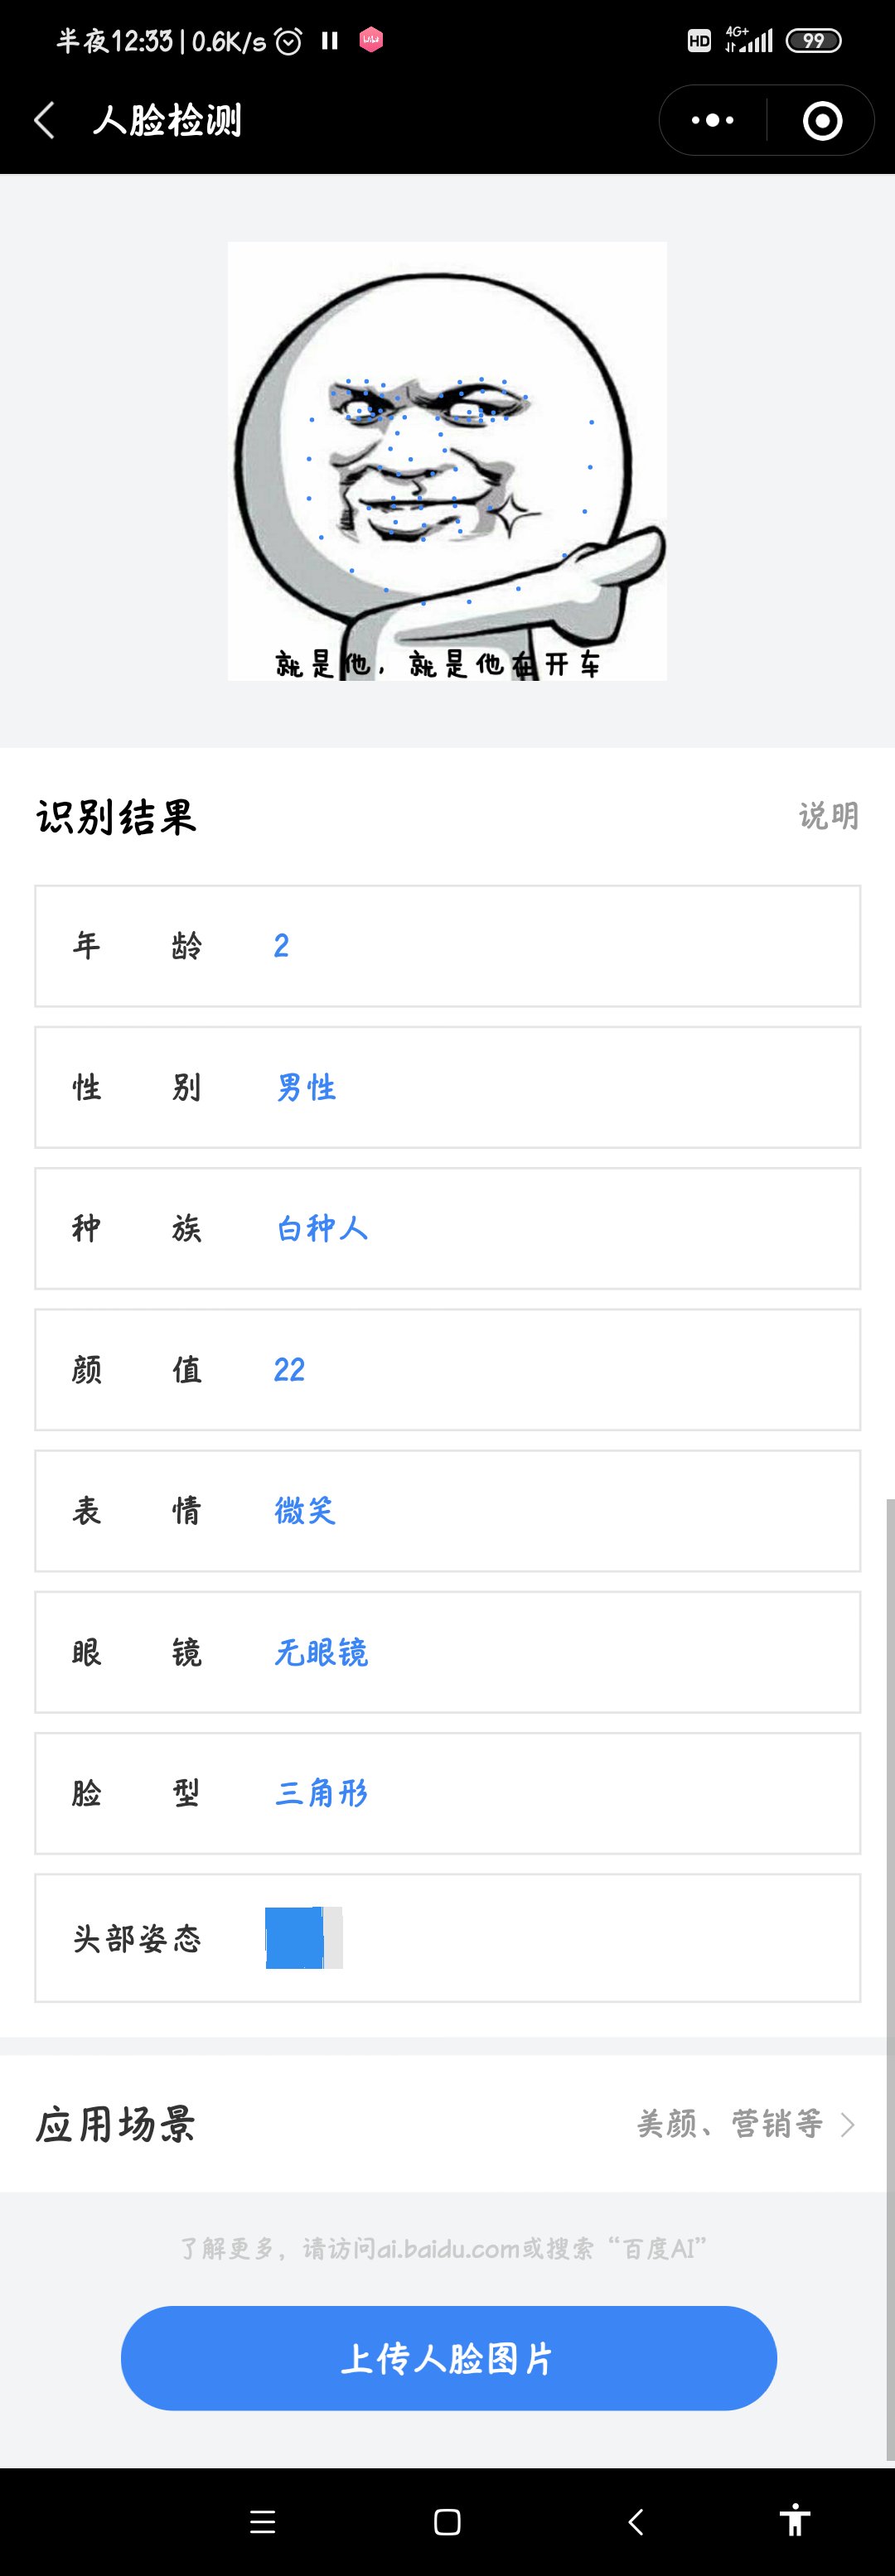 半夜12:33 | 0.6K/s HD 4G+ 99
人脸检测
就是他，就是他在开车
识别结果 说明
年龄 2
性别 男性
种族 白种人
颜值 22
表情 微笑
眼镜 无眼镜
脸型 三角形
头部姿态
应用场景 美颜、营销等
了解更多，请访问ai.baidu.com或搜索“百度AI”
上传人脸图片